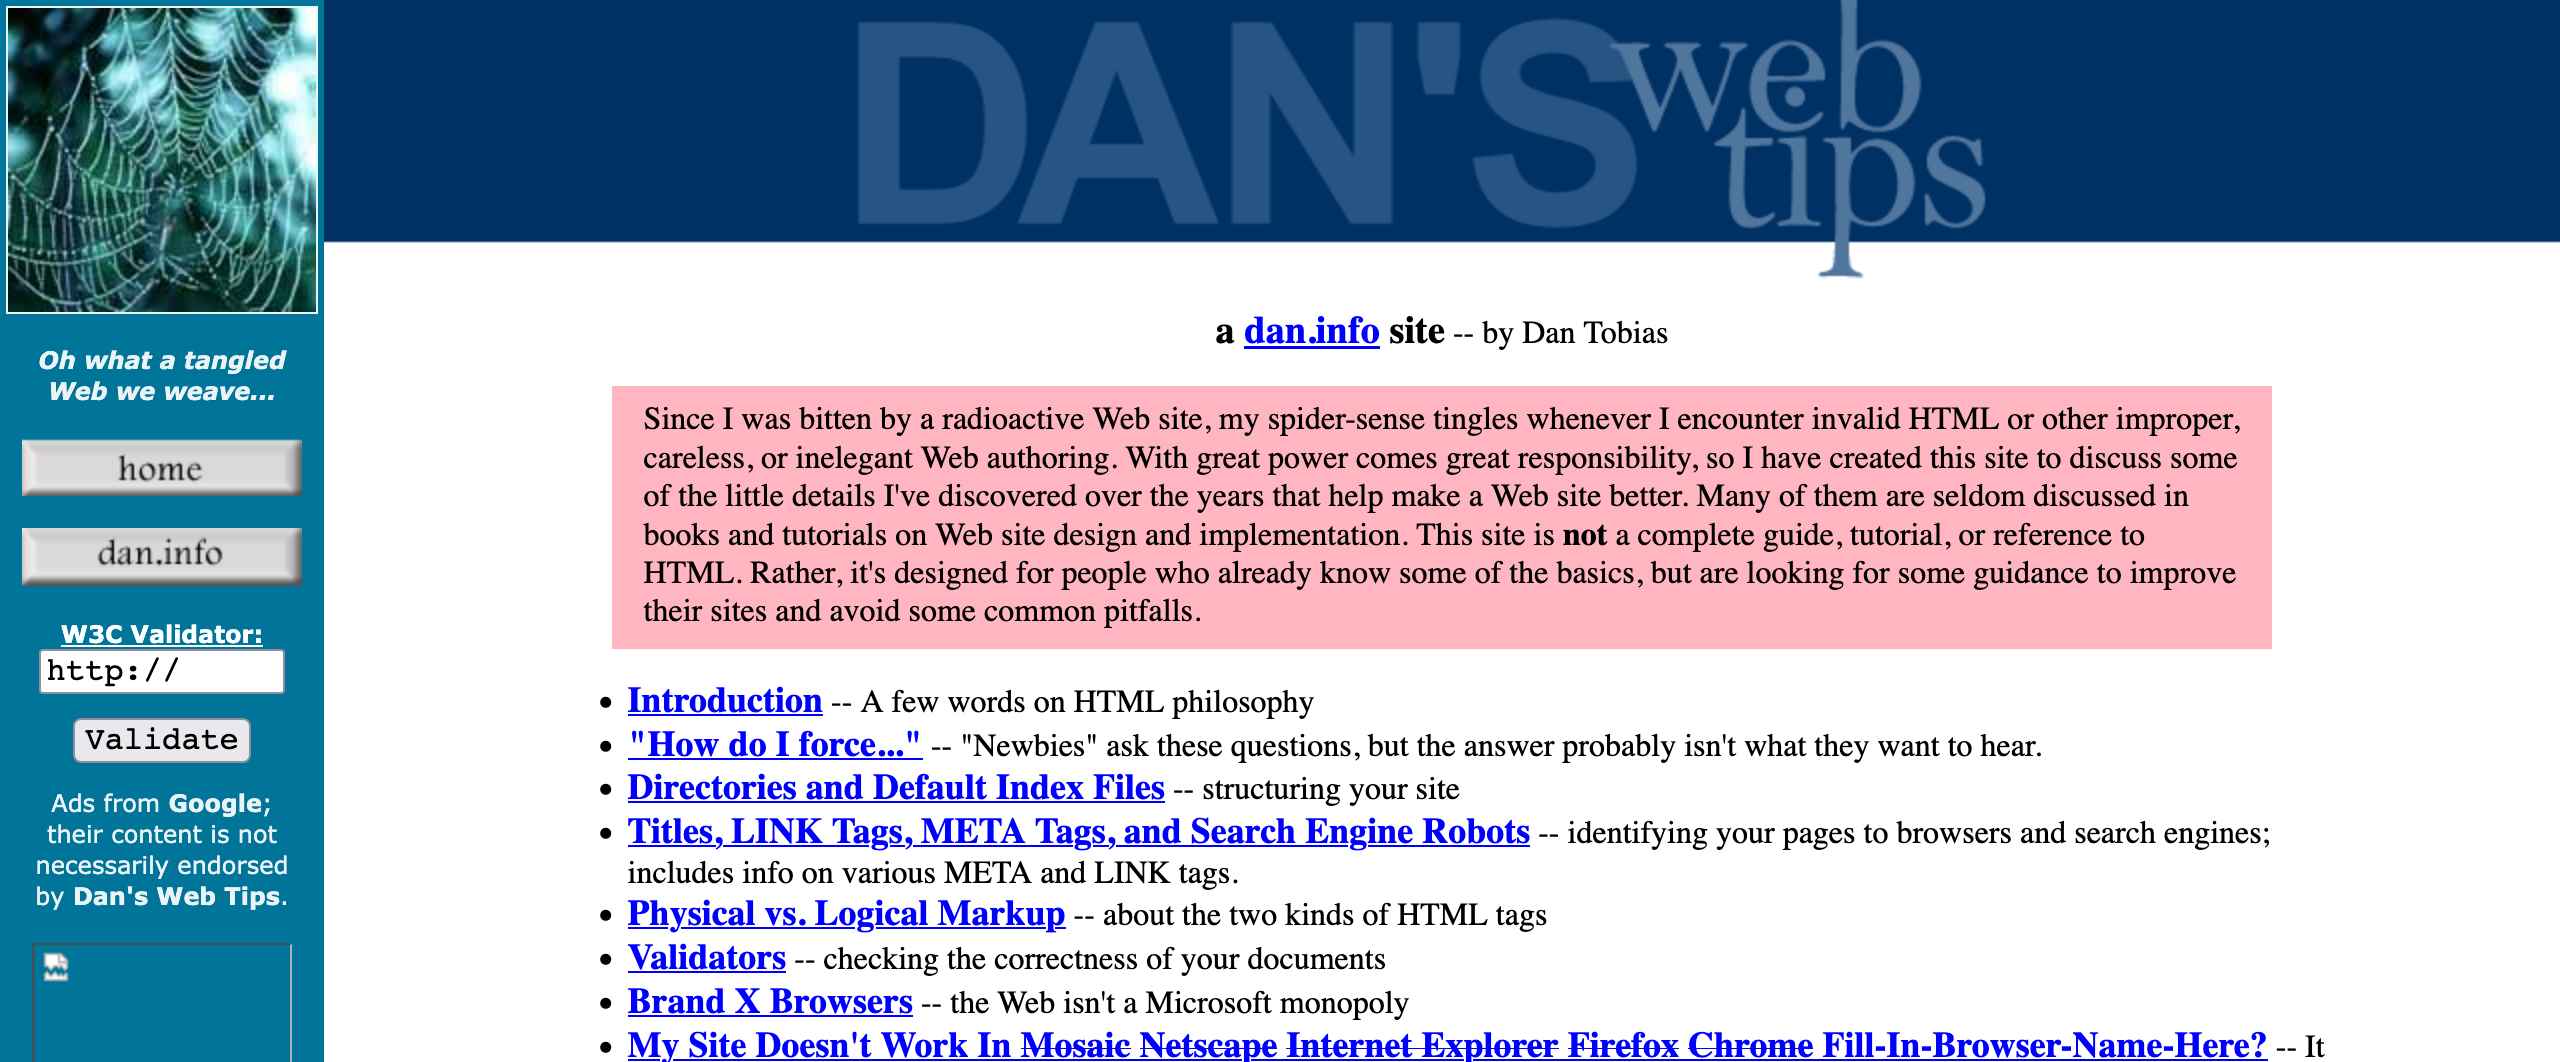 DAN'S web
tips
Oh what a tangled
Web we weave...
home
dan.info
W3C Validator:
http://
Validate
Ads from Google;
their content is not
necessarily endorsed
by Dan's Web Tips.
a dan.info site -- by Dan Tobias
Since I was bitten by a radioactive Web site, my spider-sense tingles whenever I encounter invalid HTML or other improper,
careless, or inelegant Web authoring. With great power comes great responsibility, so I have created this site to discuss some
of the little details I've discovered over the years that help make a Web site better. Many of them are seldom discussed in
books and tutorials on Web site design and implementation. This site is not a complete guide, tutorial, or reference to
HTML. Rather, it's designed for people who already know some of the basics, but are looking for some guidance to improve
their sites and avoid some common pitfalls.
• Introduction -- A few words on HTML philosophy
• "How do I force..." -- "Newbies" ask these questions, but the answer probably isn't what they want to hear.
• Directories and Default Index Files -- structuring your site
• Titles, LINK Tags, META Tags, and Search Engine Robots -- identifying your pages to browsers and search engines;
includes info on various META and LINK tags.
• Physical vs. Logical Markup -- about the two kinds of HTML tags
• Validators -- checking the correctness of your documents
• Brand X Browsers -- the Web isn't a Microsoft monopoly
• My Site Doesn't Work In Mosaic Netscape Internet Explorer Firefox Chrome Fill-In-Browser-Name-Here? -- It